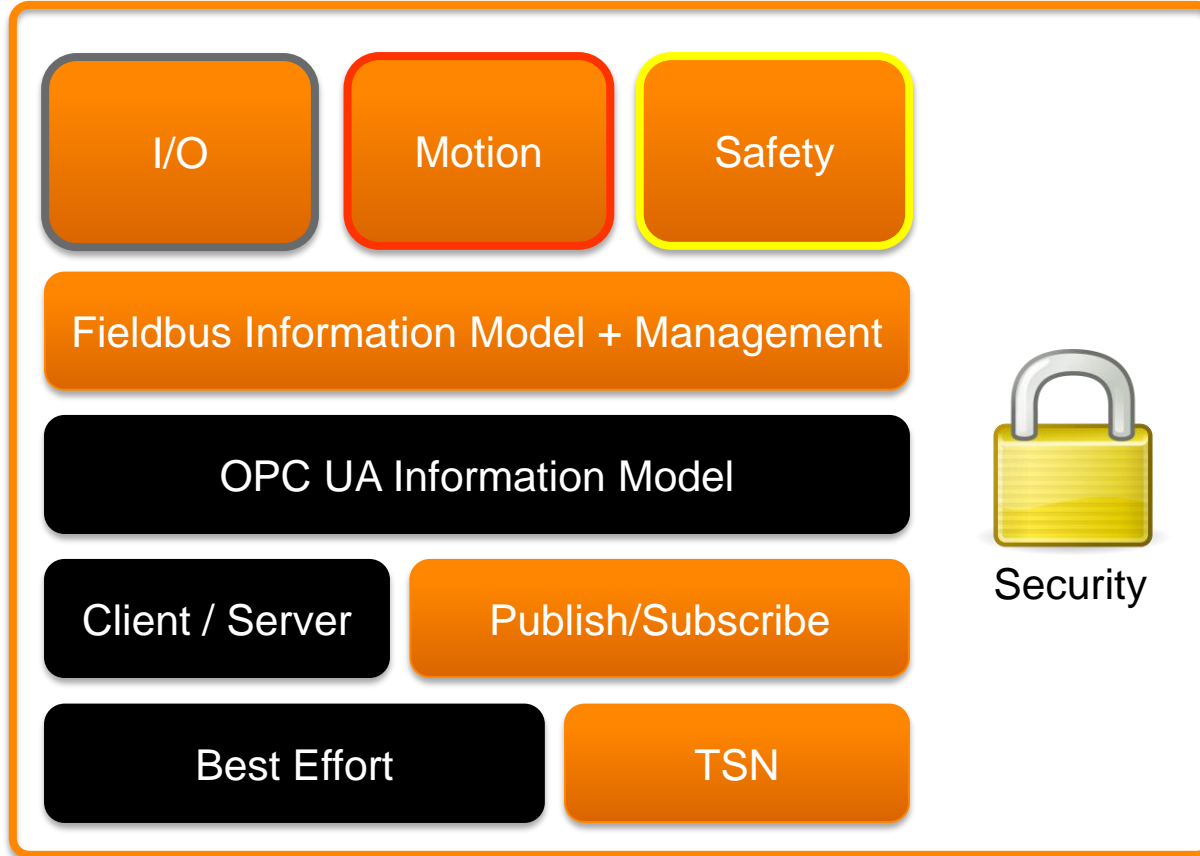 I/O
Motion
Safety
Fieldbus Information Model + Management
OPC UA Information Model
Client / Server
Publish/Subscribe
Security
Best Effort
TSN